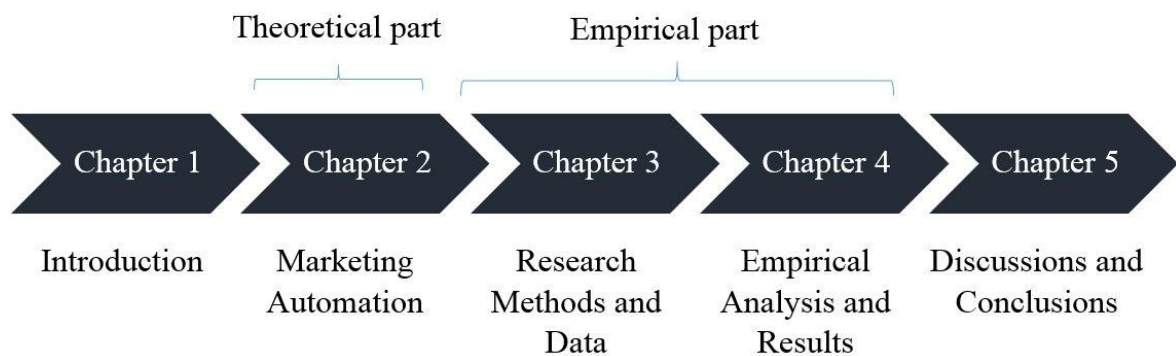 Theoretical part
Empirical part
Chapter 1
Chapter 2
Chapter 3
Chapter 4
Chapter 5
Introduction
Marketing
Automation
Research
Methods and
Data
Empirical
Analysis and
Results
Discussions and
Conclusions